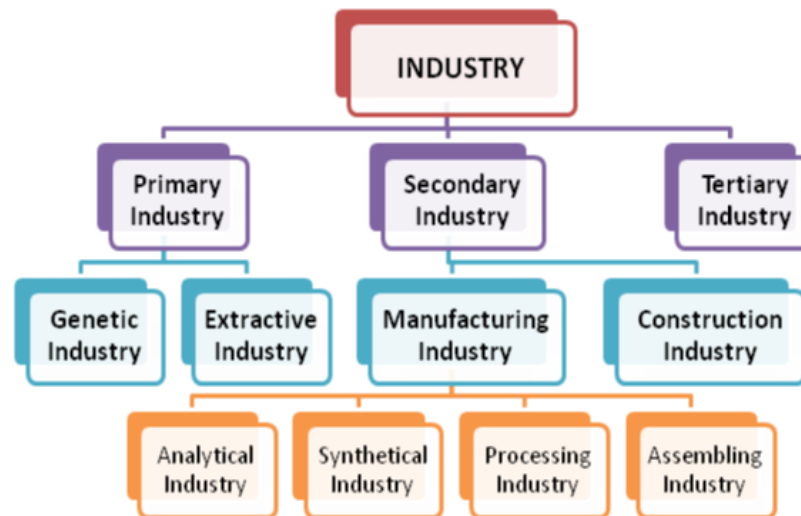 INDUSTRY
Primary
Industry
Secondary
Industry
Tertiary
Industry
Genetic
Industry
Extractive
Industry
Manufacturing
Industry
Construction
Industry
Analytical
Industry
Synthetical
Industry
Processing
Industry
Assembling
Industry